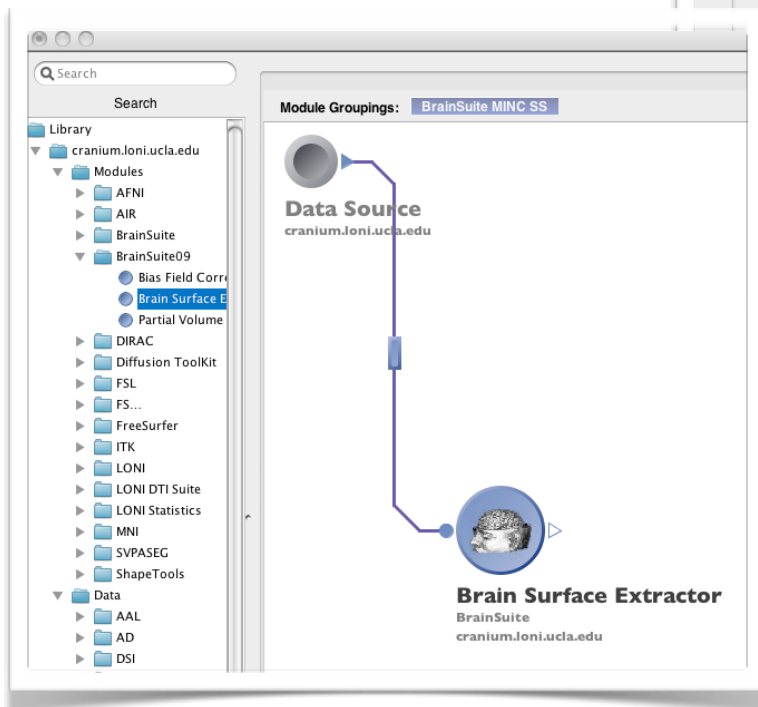 Search
Search
Library
cranium.loni.ucla.edu
Modules
AFNI
AIR
BrainSuite
BrainSuite09
Bias Field Corre
Brain Surface E
Partial Volume
DIRAC
Diffusion ToolKit
FSL
FS...
FreeSurfer
ITK
LONI
LONI DTI Suite
LONI Statistics
MNI
SVPASEG
ShapeTools
Data
AAL
AD
DSI
Module Groupings: BrainSuite MINC SS
Data Source
cranium.loni.ucla.edu
Brain Surface Extractor
BrainSuite
cranium.loni.ucla.edu